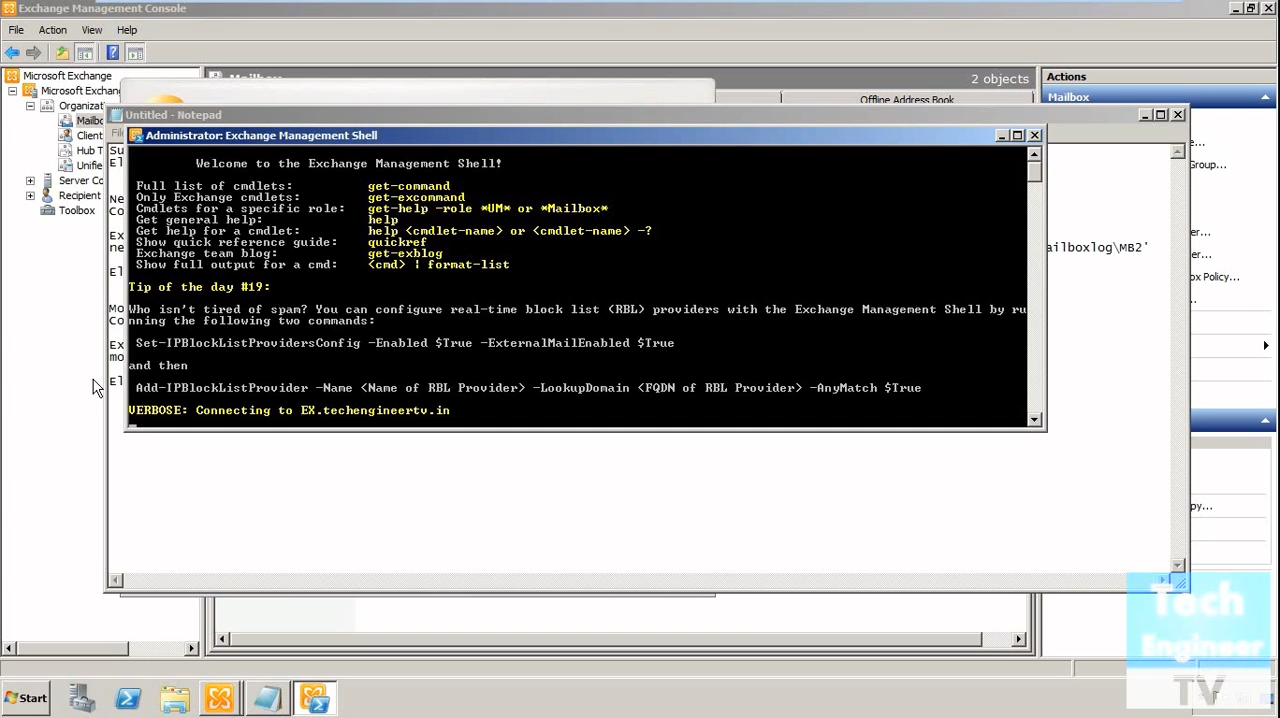 Exchange Management Console
File Action View Help
Microsoft Exchange
Microsoft Exchang
Organizat
Mailbo
Client
Hub T
Unifie
Server Co
Recipient
Toolbox
Mailbox
2 objects
Offline Address Book
Actions
Mailbox
Group...
Policy...
Untitled - Notepad
ailboxlog\MB2'
Administrator: Exchange Management Shell
Welcome to the Exchange Management Shell!
Full list of cmdlets: get-command
Only Exchange cmdlets: get-excommand
Cmdlets for a specific role: get-help -role *UM* or *Mailbox*
Get general help: help
Get help for a cmdlet: help <cmdlet-name> or <cmdlet-name> -?
Show quick reference guide: quickref
Exchange team blog: get-exblog
Show full output for a cmd: <cmd> | format-list
Tip of the day #19:
Who isn't tired of spam? You can configure real-time block list (RBL) providers with the Exchange Management Shell by ru
nning the following two commands:
Set-IPBlockListProvidersConfig -Enabled $True -ExternalMailEnabled $True
and then
Add-IPBlockListProvider -Name <Name of RBL Provider> -LookupDomain <FQDN of RBL Provider> -AnyMatch $True
VERBOSE: Connecting to EX.techengineertv.in
Start
Tech
Engineer
TV